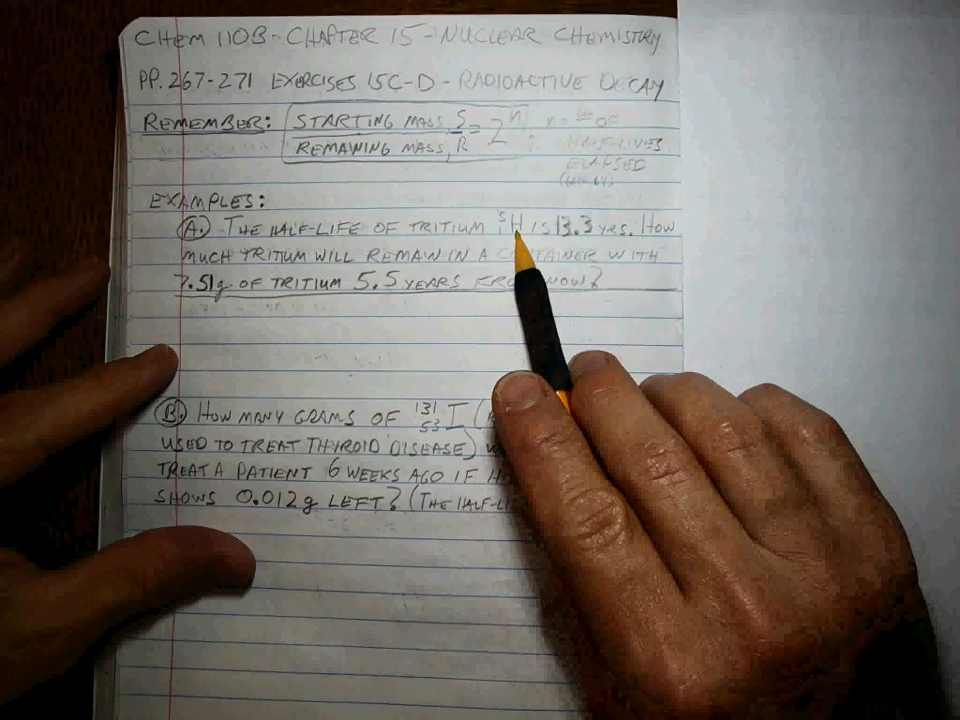 CHEM 110B - CHAPTER 15 - NUCLEAR CHEMISTRY
PP. 267-271 EXERCISES 15C-D - RADIOACTIVE DECAY
REMEMBER: STARTING MASS, S / REMAINING MASS, R = 2^n n = # OF HALF-LIVES ELAPSED
EXAMPLES:
A. THE HALF-LIFE OF TRITIUM H IS 13.3 yrs. HOW
MUCH TRITIUM WILL REMAIN IN A CONTAINER WITH
7.51g OF TRITIUM 5.5 YEARS FROM NOW?
B. HOW MANY GRAMS OF 131 53 I (
USED TO TREAT THYROID DISEASE)
TREAT A PATIENT 6 WEEKS AGO IF
SHOWS 0.012g LEFT? (THE HALF-LI